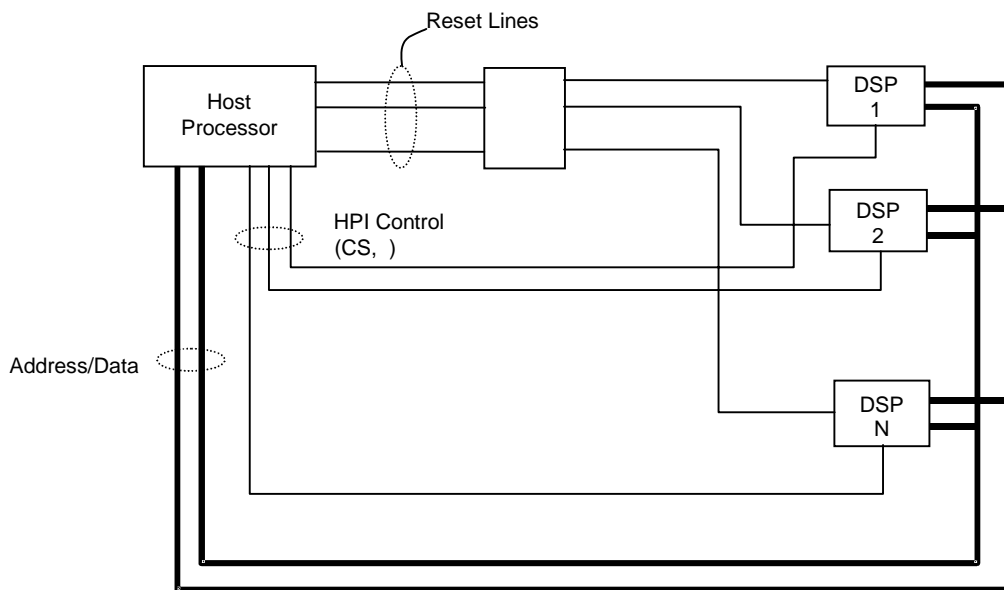 Reset Lines
Host
Processor
DSP
1
HPI Control
(CS, )
DSP
2
Address/Data
DSP
N